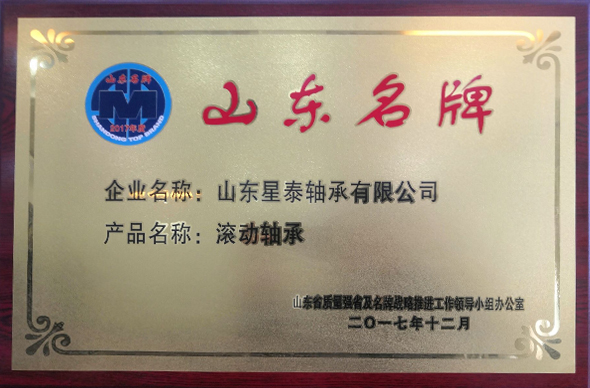 山东名牌
2017年度
SHANDONG TOP BRAND
山东名牌
企业名称：山东星泰轴承有限公司
产品名称：滚动轴承
山东省质量强省及名牌战略推进工作领导小组办公室
二〇一七年十二月